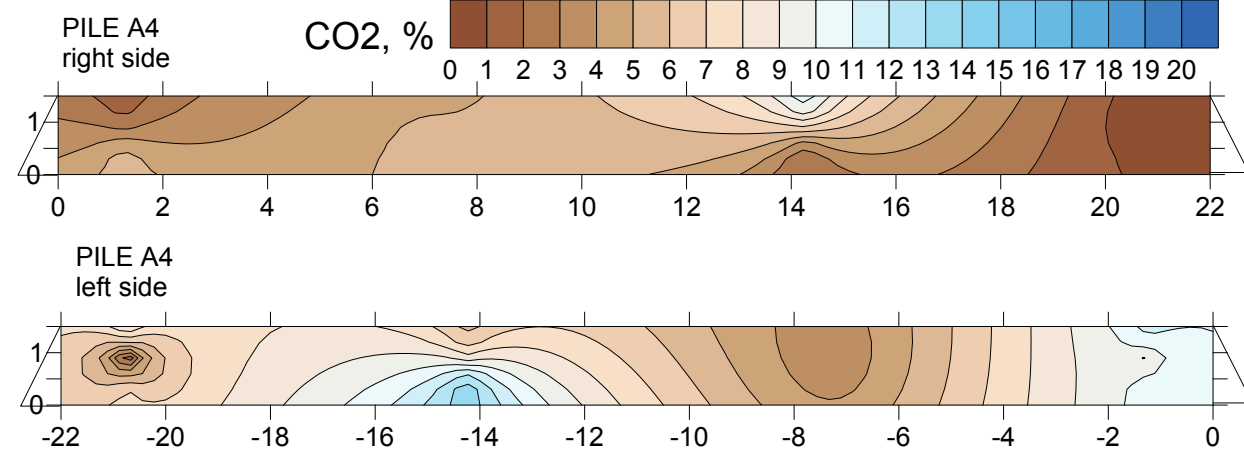 PILE A4
right side
CO2, %
0 1 2 3 4 5 6 7 8 9 10 11 12 13 14 15 16 17 18 19 20
1
0
0 2 4 6 8 10 12 14 16 18 20 22
PILE A4
left side
1
0
-22 -20 -18 -16 -14 -12 -10 -8 -6 -4 -2 0